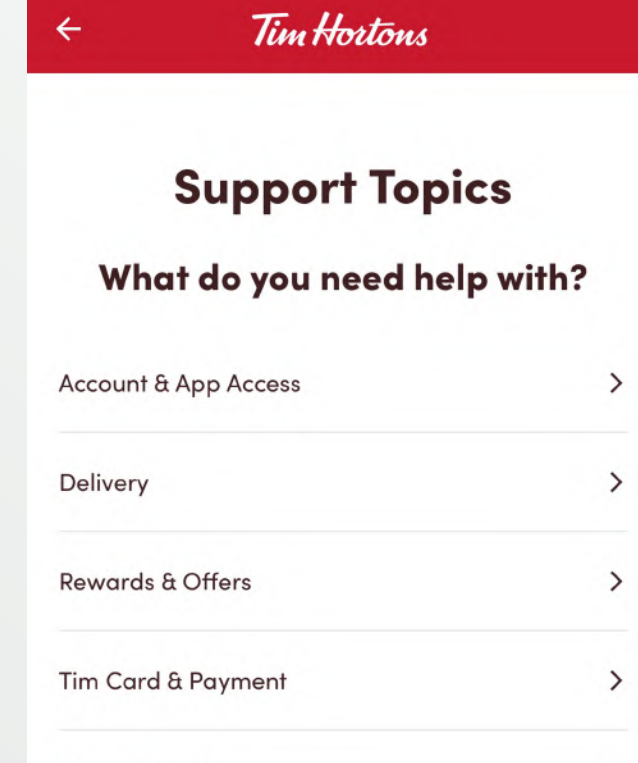 Tim Hortons
Support Topics
What do you need help with?
Account & App Access
Delivery
Rewards & Offers
Tim Card & Payment